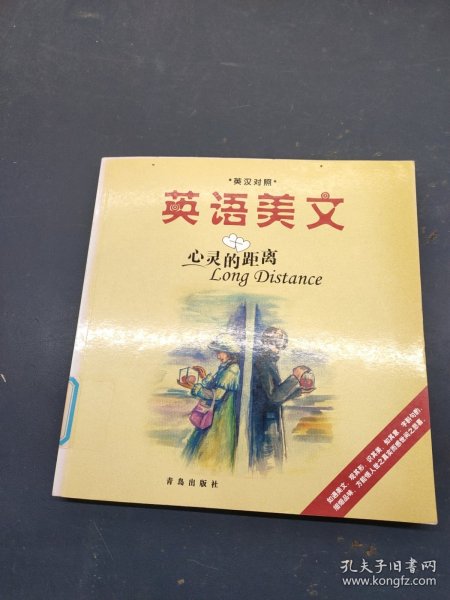 *英汉对照*
英语美文
心灵的距离
Long Distance
青岛出版社
孔夫子旧书网
www.kongfz.com